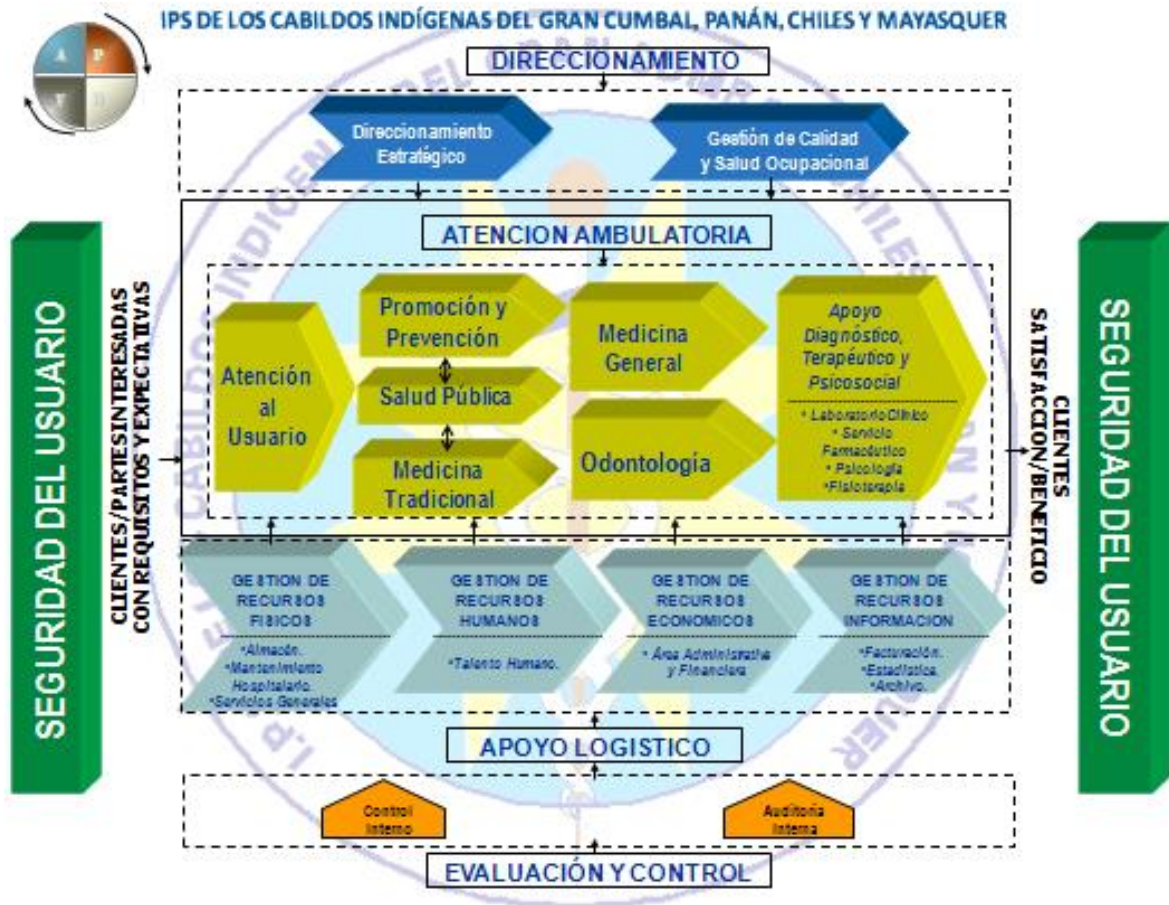 IPS DE LOS CABILDOS INDÍGENAS DEL GRAN CUMBAL, PANÁN, CHILES Y MAYASQUER
A P
V H
DIRECCIONAMIENTO
Direccionamiento
Estratégico
Gestión de Calidad
y Salud Ocupacional
SEGURIDAD DEL USUARIO
CLIENTES/PARTES INTERESADAS
CON REQUISITOS Y EXPECTATIVAS
ATENCION AMBULATORIA
Atención
al
Usuario
Promoción y
Prevención
Salud Pública
Medicina
Tradicional
Medicina
General
Odontología
Apoyo
Diagnóstico,
Terapéutico y
Psicosocial
• Laboratorio Clínico
• Servicio
Farmacéutico
• Psicología
•Fisioterapia
CLIENTES
SATISFACCION/BENEFICIO
SEGURIDAD DEL USUARIO
GESTION DE
RECURSOS
FISICOS
•Almacén.
•Mantenimiento
Hospitalario.
•Servicios Generales
GESTION DE
RECURSOS
HUMANOS
•Talento Humano.
GESTION DE
RECURSOS
ECONOMICOS
• Área Administrativa
y Financiera
GESTION DE
RECURSOS
INFORMACION
•Facturación.
•Estadística.
•Archivo.
APOYO LOGISTICO
Control
Interno
Auditoria
Interna
EVALUACIÓN Y CONTROL